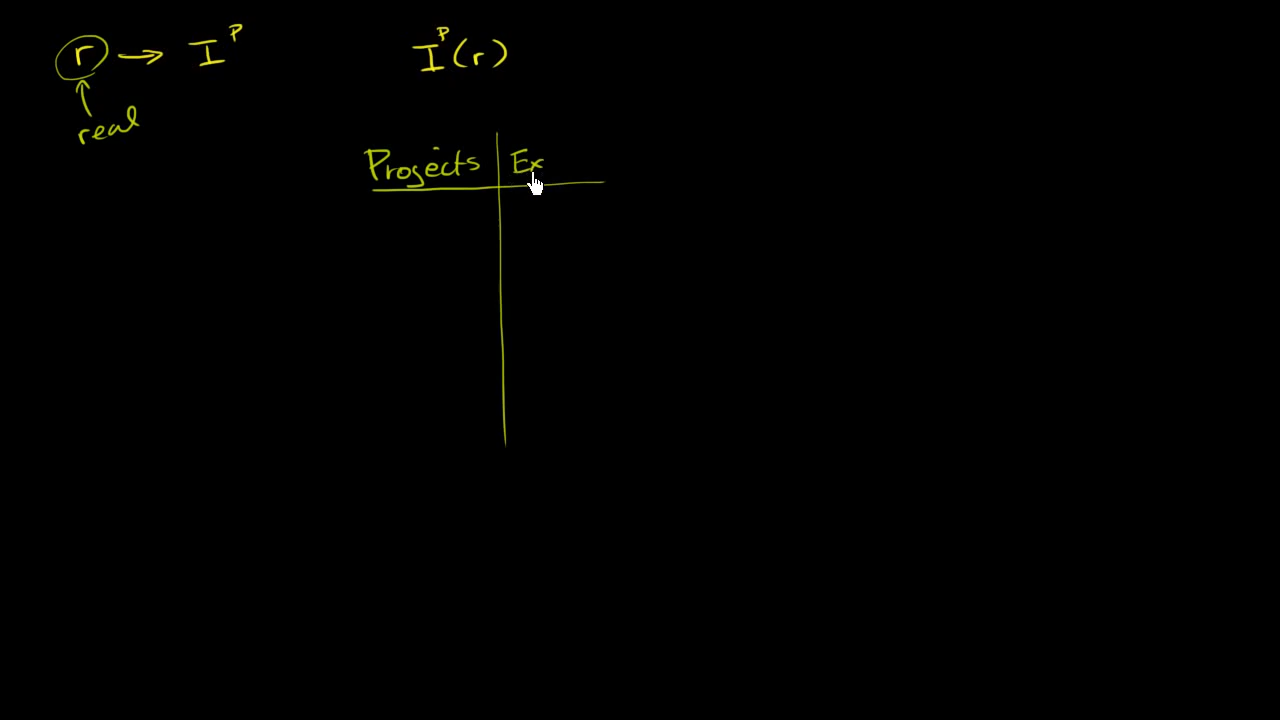 r → I^P
I^P(r)
real
Projects | Ex